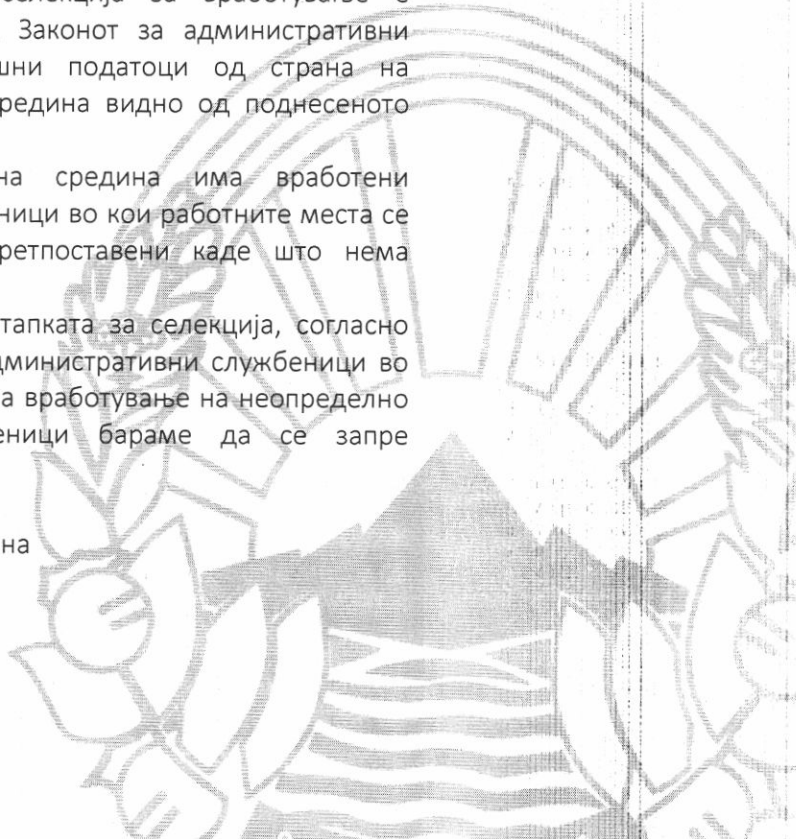 селекција за вработување е
Законот за административни
шни податоци од страна на
редина видно од поднесеното
на средина има вработени
ници во кои работните места се
ретпоставени каде што нема
тапката за селекција, согласно
дминистративни службеници во
а вработување на неопределно
еници бараме да се запре
на